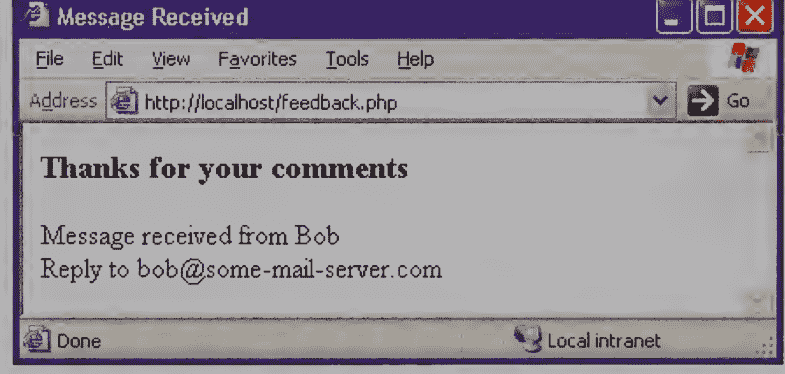 Message Received
File Edit View Favorites Tools Help
Address http://localhost/feedback.php Go
Thanks for your comments
Message received from Bob
Reply to bob@some-mail-server.com
Done Local intranet